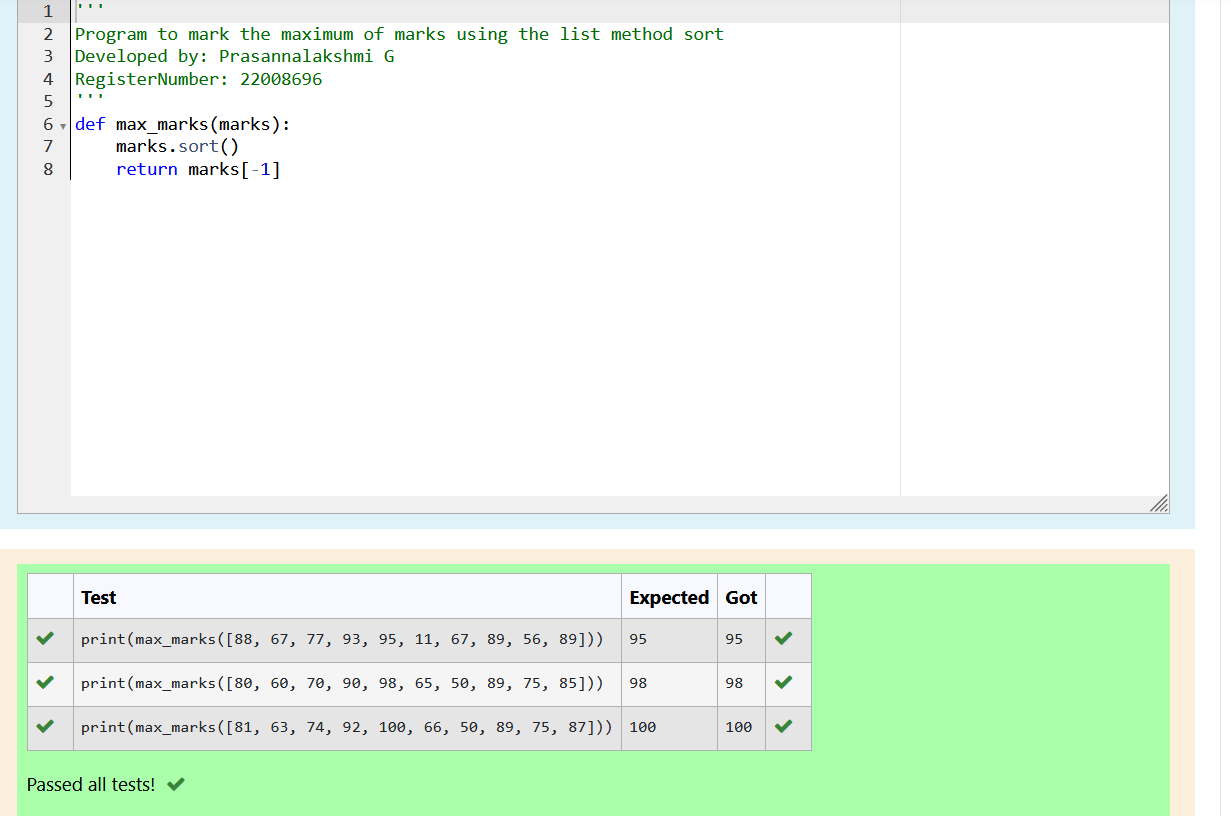 1 '''
2 Program to mark the maximum of marks using the list method sort
3 Developed by: Prasannalakshmi G
4 RegisterNumber: 22008696
5 '''
6 def max_marks(marks):
7     marks.sort()
8     return marks[-1]
Test Expected Got
print(max_marks([88, 67, 77, 93, 95, 11, 67, 89, 56, 89])) 95 95
print(max_marks([80, 60, 70, 90, 98, 65, 50, 89, 75, 85])) 98 98
print(max_marks([81, 63, 74, 92, 100, 66, 50, 89, 75, 87])) 100 100
Passed all tests!